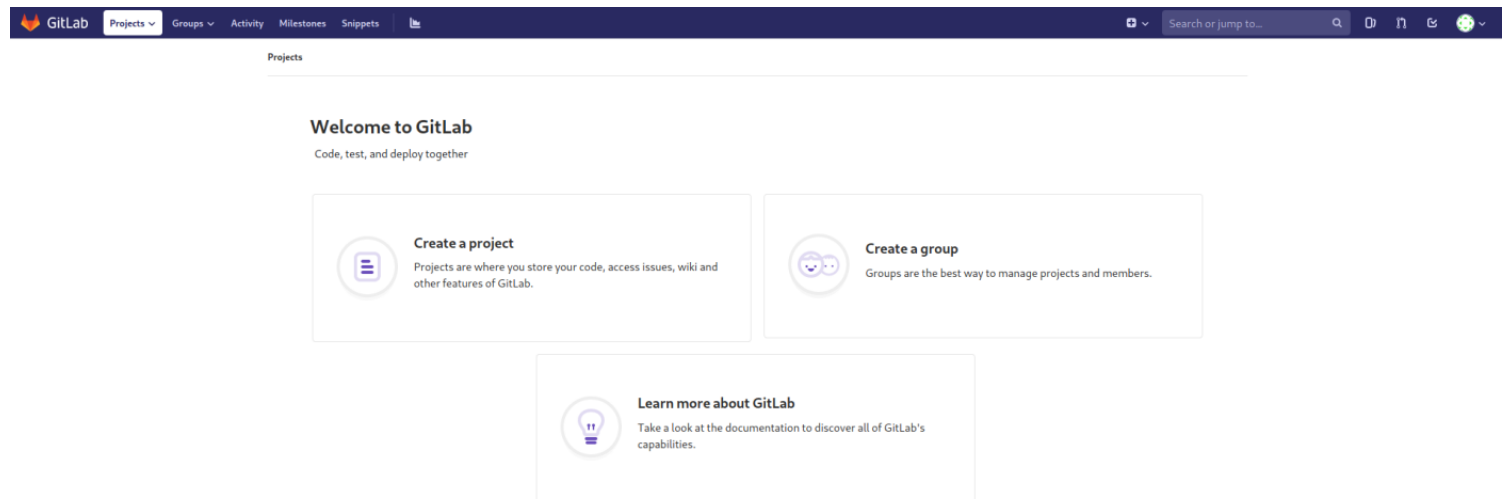 GitLab Projects Groups Activity Milestones Snippets Search or jump to...
Projects
Welcome to GitLab
Code, test, and deploy together
Create a project
Projects are where you store your code, access issues, wiki and
other features of GitLab.
Create a group
Groups are the best way to manage projects and members.
Learn more about GitLab
Take a look at the documentation to discover all of GitLab's
capabilities.